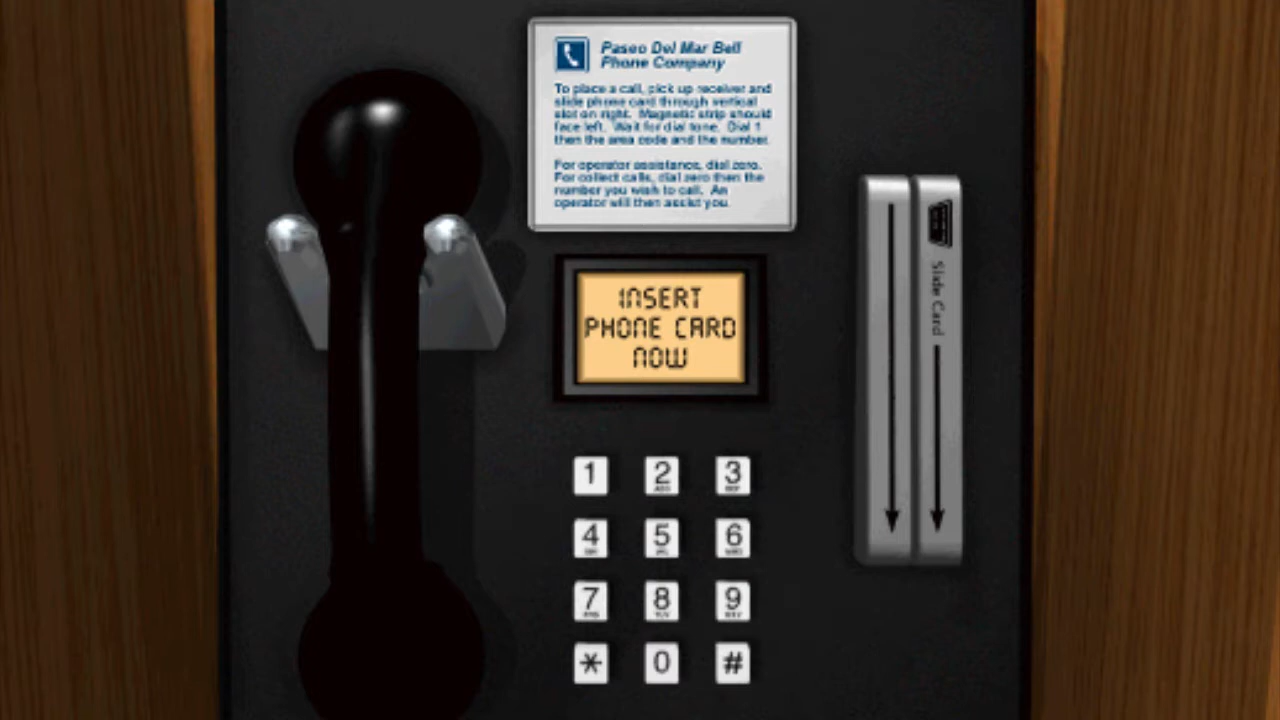 Paseo Del Mar Bell
Phone Company
To place a call, pick up receiver and
slide phone card through vertical
slot on right. Magnetic strip should
face left. Wait for dial tone. Dial 1
then the area code and the number.
For operator assistance, dial zero.
For collect calls, dial zero then the
number you wish to call. An
operator will then assist you.
INSERT
PHONE CARD
NOW
Slide Card
1 2 3
4 5 6
7 8 9
* 0 #